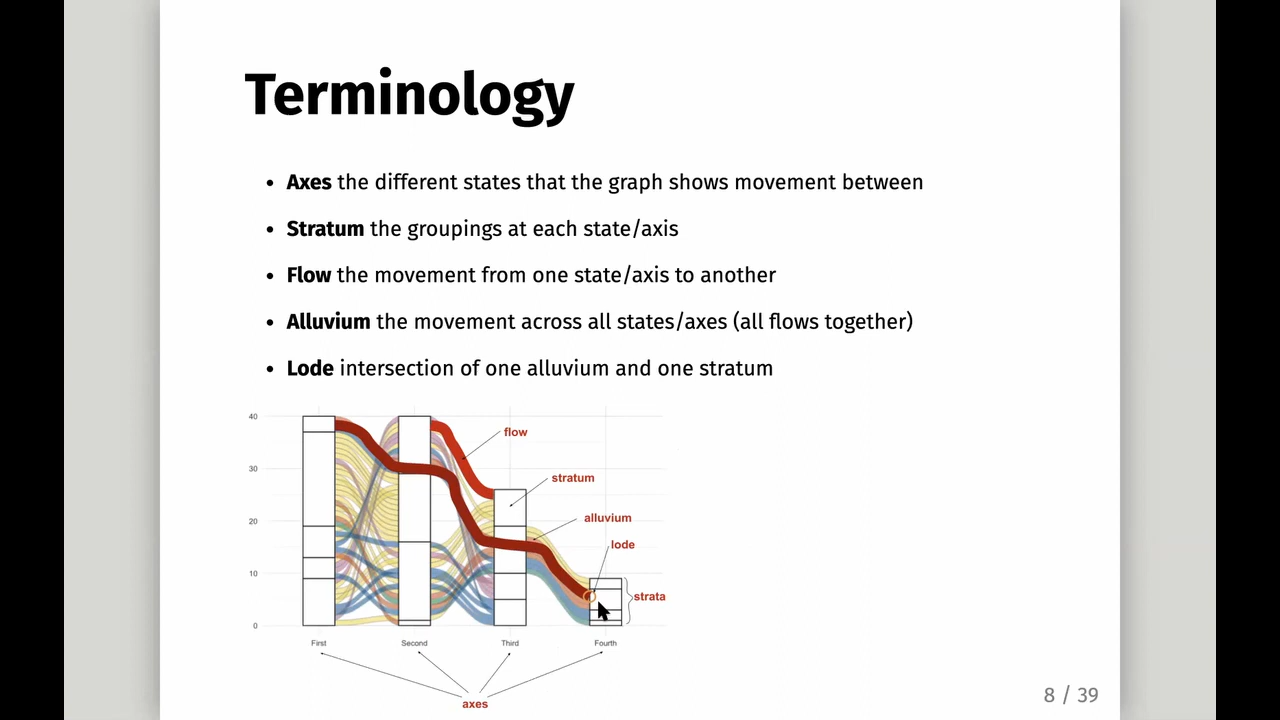 Terminology
• Axes the different states that the graph shows movement between
• Stratum the groupings at each state/axis
• Flow the movement from one state/axis to another
• Alluvium the movement across all states/axes (all flows together)
• Lode intersection of one alluvium and one stratum
40
30
20
10
0
flow
stratum
alluvium
lode
strata
First Second Third Fourth
axes
8 / 39